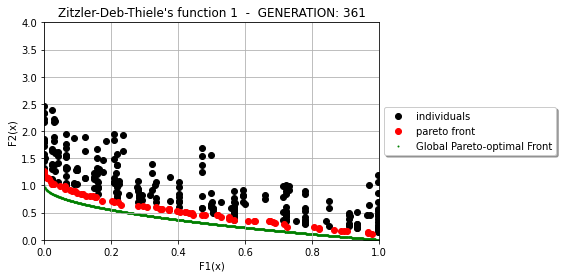 Zitzler-Deb-Thiele's function 1  -  GENERATION: 361
4.0
3.5
3.0
2.5
2.0
1.5
1.0
0.5
0.0
F2(x)
0.0 0.2 0.4 0.6 0.8 1.0
F1(x)
individuals
pareto front
Global Pareto-optimal Front